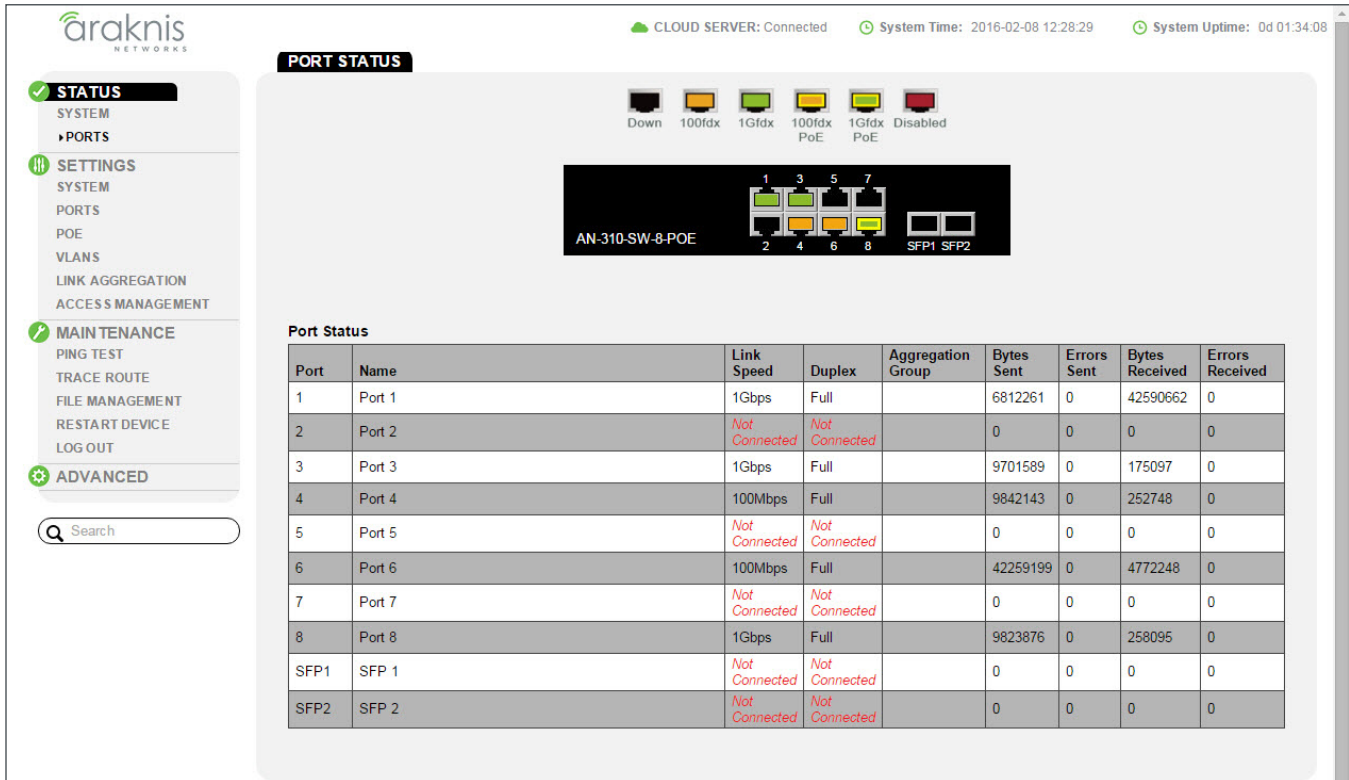 araknis
NETWORKS
CLOUD SERVER: Connected System Time: 2016-02-08 12:28:29 System Uptime: 0d 01:34:08
PORT STATUS
STATUS
SYSTEM
PORTS
SETTINGS
SYSTEM
PORTS
POE
VLANS
LINK AGGREGATION
ACCESS MANAGEMENT
MAINTENANCE
PING TEST
TRACE ROUTE
FILE MANAGEMENT
RESTART DEVICE
LOG OUT
ADVANCED
Search
Down 100fdx 1Gfdx 100fdx PoE 1Gfdx PoE Disabled
1 3 5 7
AN-310-SW-8-POE
2 4 6 8 SFP1 SFP2
Port Status
Port Name Link Speed Duplex Aggregation Group Bytes Sent Errors Sent Bytes Received Errors Received
1 Port 1 1Gbps Full 6812261 0 42590662 0
2 Port 2 Not Connected Not Connected 0 0 0 0
3 Port 3 1Gbps Full 9701589 0 175097 0
4 Port 4 100Mbps Full 9842143 0 252748 0
5 Port 5 Not Connected Not Connected 0 0 0 0
6 Port 6 100Mbps Full 42259199 0 4772248 0
7 Port 7 Not Connected Not Connected 0 0 0 0
8 Port 8 1Gbps Full 9823876 0 258095 0
SFP1 SFP 1 Not Connected Not Connected 0 0 0 0
SFP2 SFP 2 Not Connected Not Connected 0 0 0 0